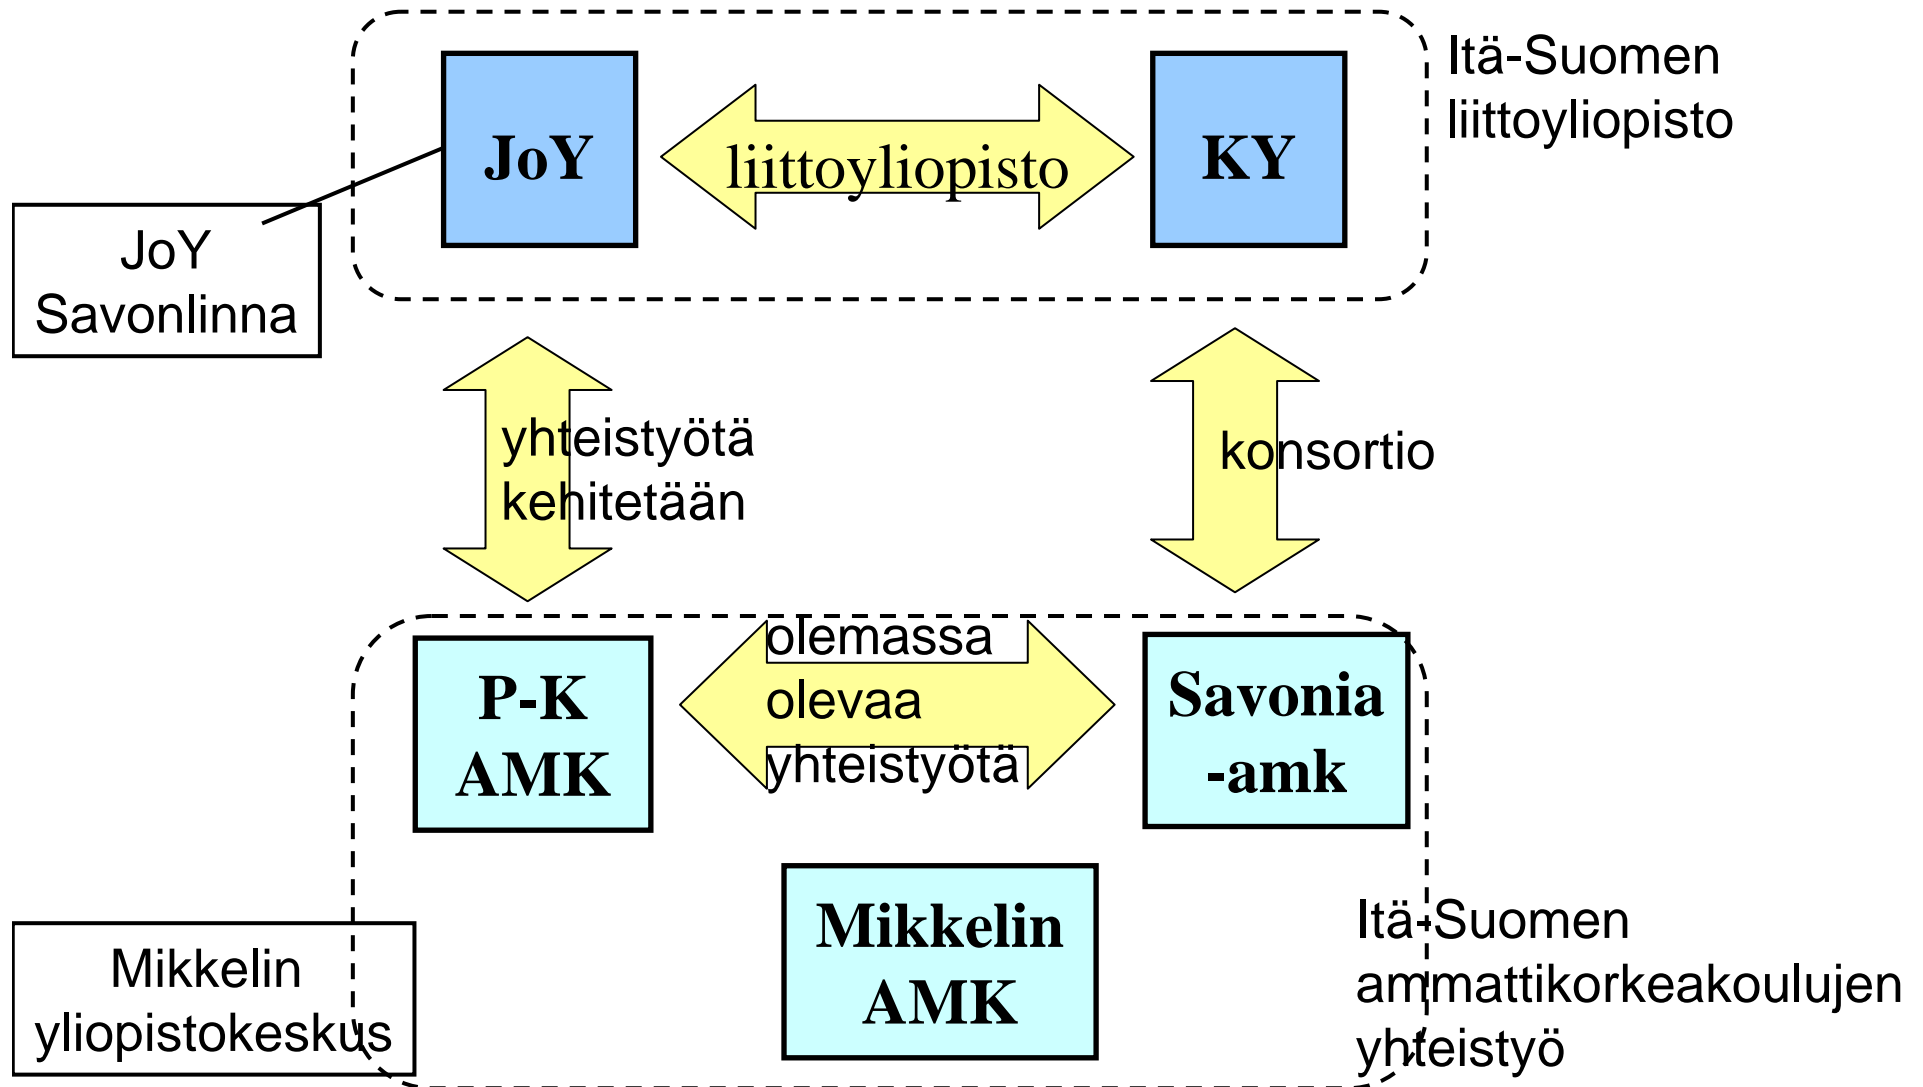 Itä-Suomen
liittoyliopisto
JoY
liittoyliopisto
KY
JoY
Savonlinna
yhteistyötä
kehitetään
konsortio
P-K
AMK
olemassa
olevaa
yhteistyötä
Savonia
-amk
Mikkelin
AMK
Mikkelin
yliopistokeskus
Itä-Suomen
ammattikorkeakoulujen
yhteistyö